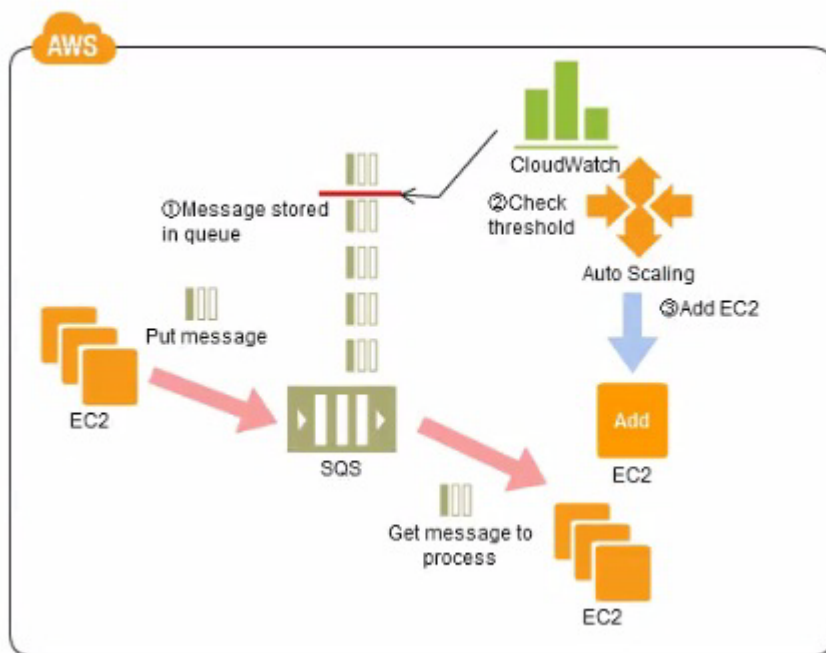 AWS
CloudWatch
①Message stored
in queue
②Check
threshold
Auto Scaling
③Add EC2
Put message
EC2
SQS
Add
EC2
Get message to
process
EC2